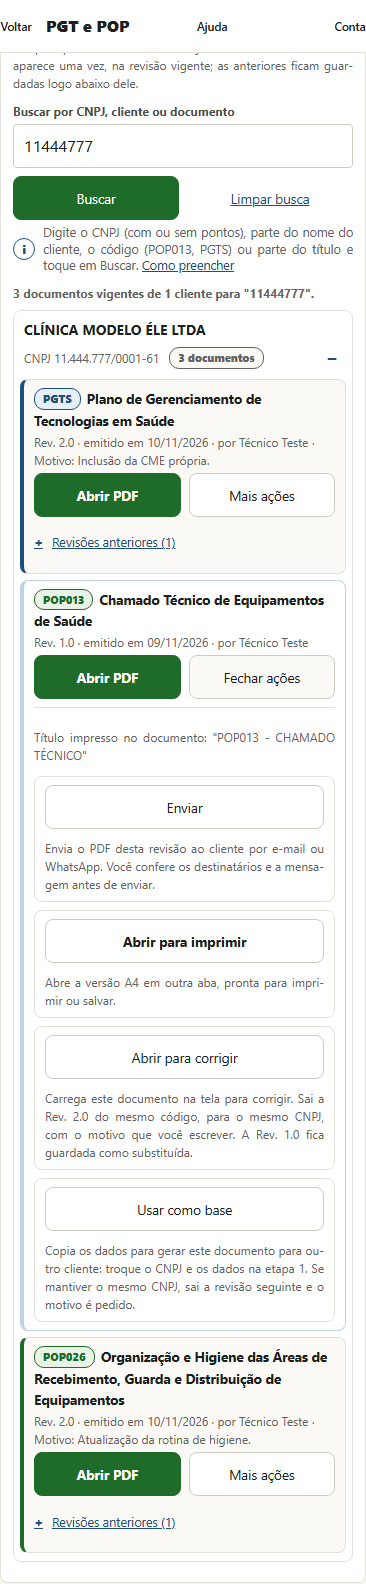 Voltar PGT e POP Ajuda Conta
aparece uma vez, na revisão vigente; as anteriores ficam guar-
dadas logo abaixo dele.
Buscar por CNPJ, cliente ou documento
11444777
Buscar Limpar busca
Digite o CNPJ (com ou sem pontos), parte do nome do
cliente, o código (POP013, PGTS) ou parte do título e
toque em Buscar. Como preencher
3 documentos vigentes de 1 cliente para "11444777".
CLÍNICA MODELO ÉLE LTDA
CNPJ 11.444.777/0001-61 3 documentos −
PGTS Plano de Gerenciamento de
Tecnologias em Saúde
Rev. 2.0 · emitido em 10/11/2026 · por Técnico Teste ·
Motivo: Inclusão da CME própria.
Abrir PDF Mais ações
+ Revisões anteriores (1)
POP013 Chamado Técnico de Equipamentos
de Saúde
Rev. 1.0 · emitido em 09/11/2026 · por Técnico Teste
Abrir PDF Fechar ações
Título impresso no documento: "POP013 - CHAMADO
TÉCNICO"
Enviar
Envia o PDF desta revisão ao cliente por e-mail ou
WhatsApp. Você confere os destinatários e a mensa-
gem antes de enviar.
Abrir para imprimir
Abre a versão A4 em outra aba, pronta para impri-
mir ou salvar.
Abrir para corrigir
Carrega este documento na tela para corrigir. Sai a
Rev. 2.0 do mesmo código, para o mesmo CNPJ,
com o motivo que você escrever. A Rev. 1.0 fica
guardada como substituída.
Usar como base
Copia os dados para gerar este documento para ou-
tro cliente: troque o CNPJ e os dados na etapa 1. Se
mantiver o mesmo CNPJ, sai a revisão seguinte e o
motivo é pedido.
POP026 Organização e Higiene das Áreas de
Recebimento, Guarda e Distribuição de
Equipamentos
Rev. 2.0 · emitido em 10/11/2026 · por Técnico Teste ·
Motivo: Atualização da rotina de higiene.
Abrir PDF Mais ações
+ Revisões anteriores (1)